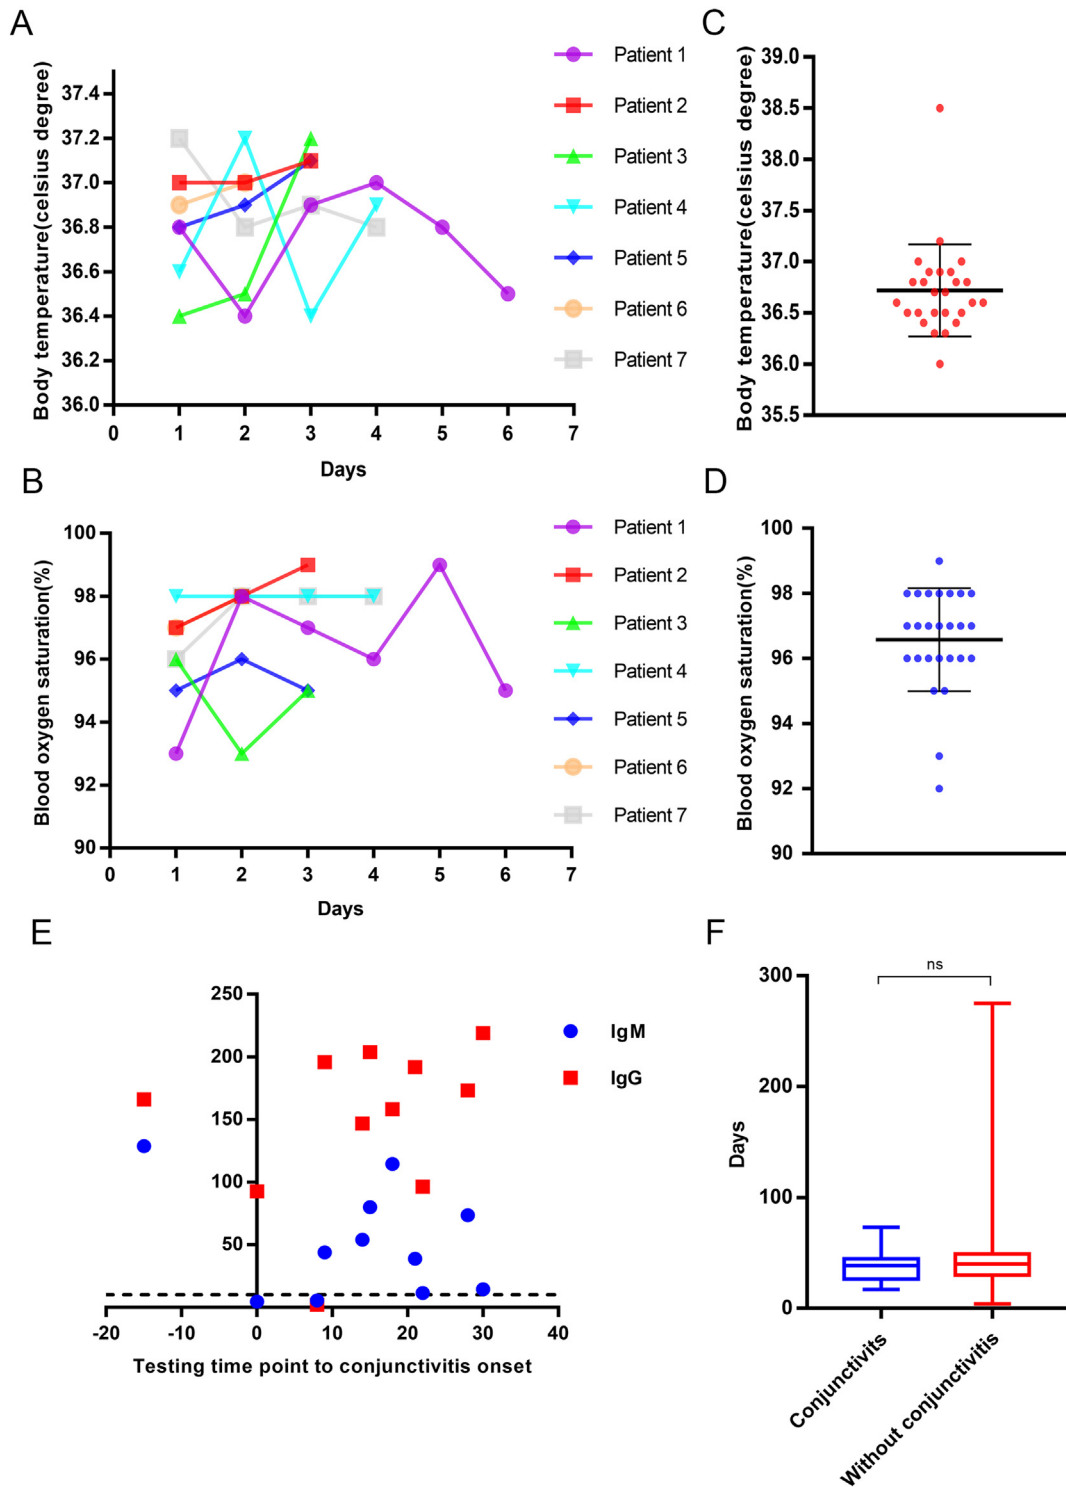 A
Body temperature(celsius degree)
37.4
37.2
37.0
36.8
36.6
36.4
36.2
36.0
0 1 2 3 4 5 6 7
Days
Patient 1
Patient 2
Patient 3
Patient 4
Patient 5
Patient 6
Patient 7
C
Body temperature(celsius degree)
39.0
38.5
38.0
37.5
37.0
36.5
36.0
35.5
B
Blood oxygen saturation(%)
100
98
96
94
92
90
0 1 2 3 4 5 6 7
Days
Patient 1
Patient 2
Patient 3
Patient 4
Patient 5
Patient 6
Patient 7
D
Blood oxygen saturation(%)
100
98
96
94
92
90
E
250
200
150
100
50
-20 -10 0 10 20 30 40
Testing time point to conjunctivitis onset
IgM
IgG
F
Days
300
200
100
0
ns
Conjunctivits
Without conjunctivitis